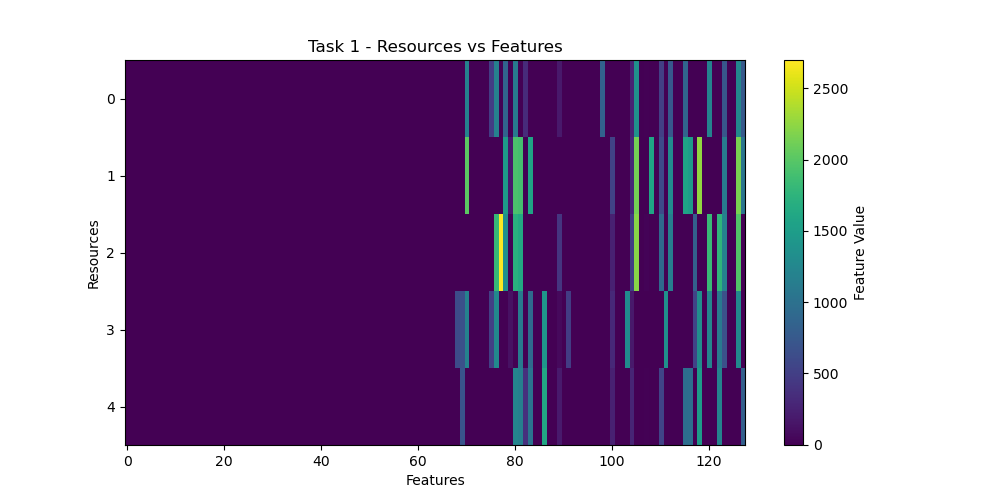 Task 1 - Resources vs Features
Resources
0
1
2
3
4
0 20 40 60 80 100 120
Features
2500
2000
1500
1000
500
0
Feature Value